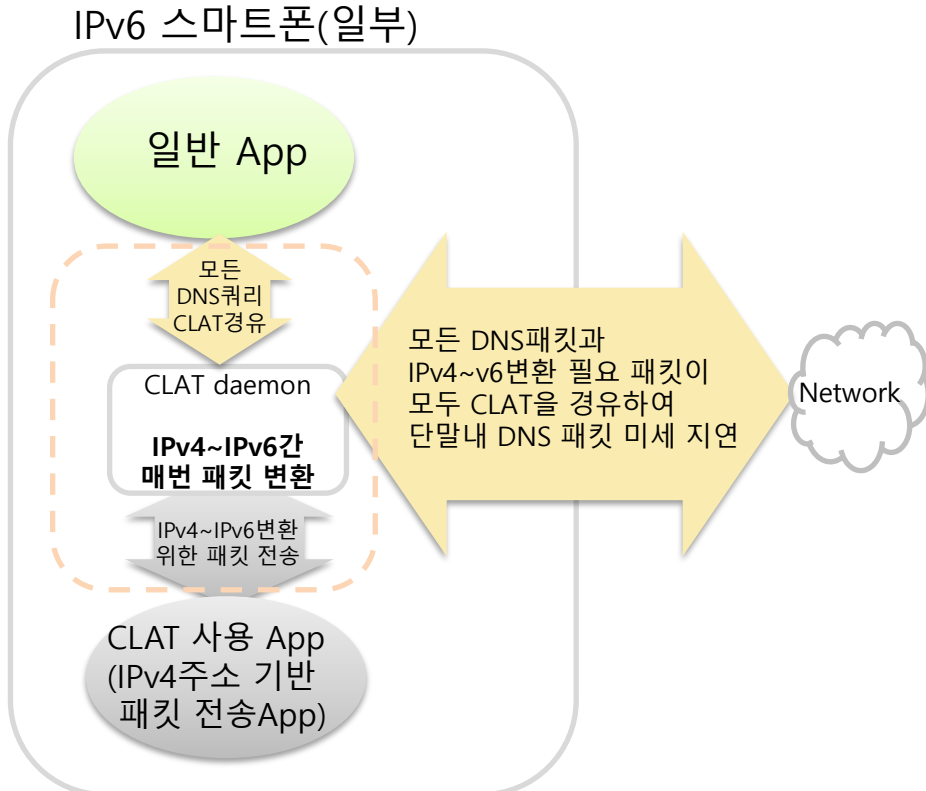 IPv6 스마트폰(일부)
일반 App
모든
DNS쿼리
CLAT경유
CLAT daemon
IPv4~IPv6간
매번 패킷 변환
IPv4~IPv6변환
위한 패킷 전송
CLAT 사용 App
(IPv4주소 기반
패킷 전송App)
모든 DNS패킷과
IPv4~v6변환 필요 패킷이
모두 CLAT을 경유하여
단말내 DNS 패킷 미세 지연
Network